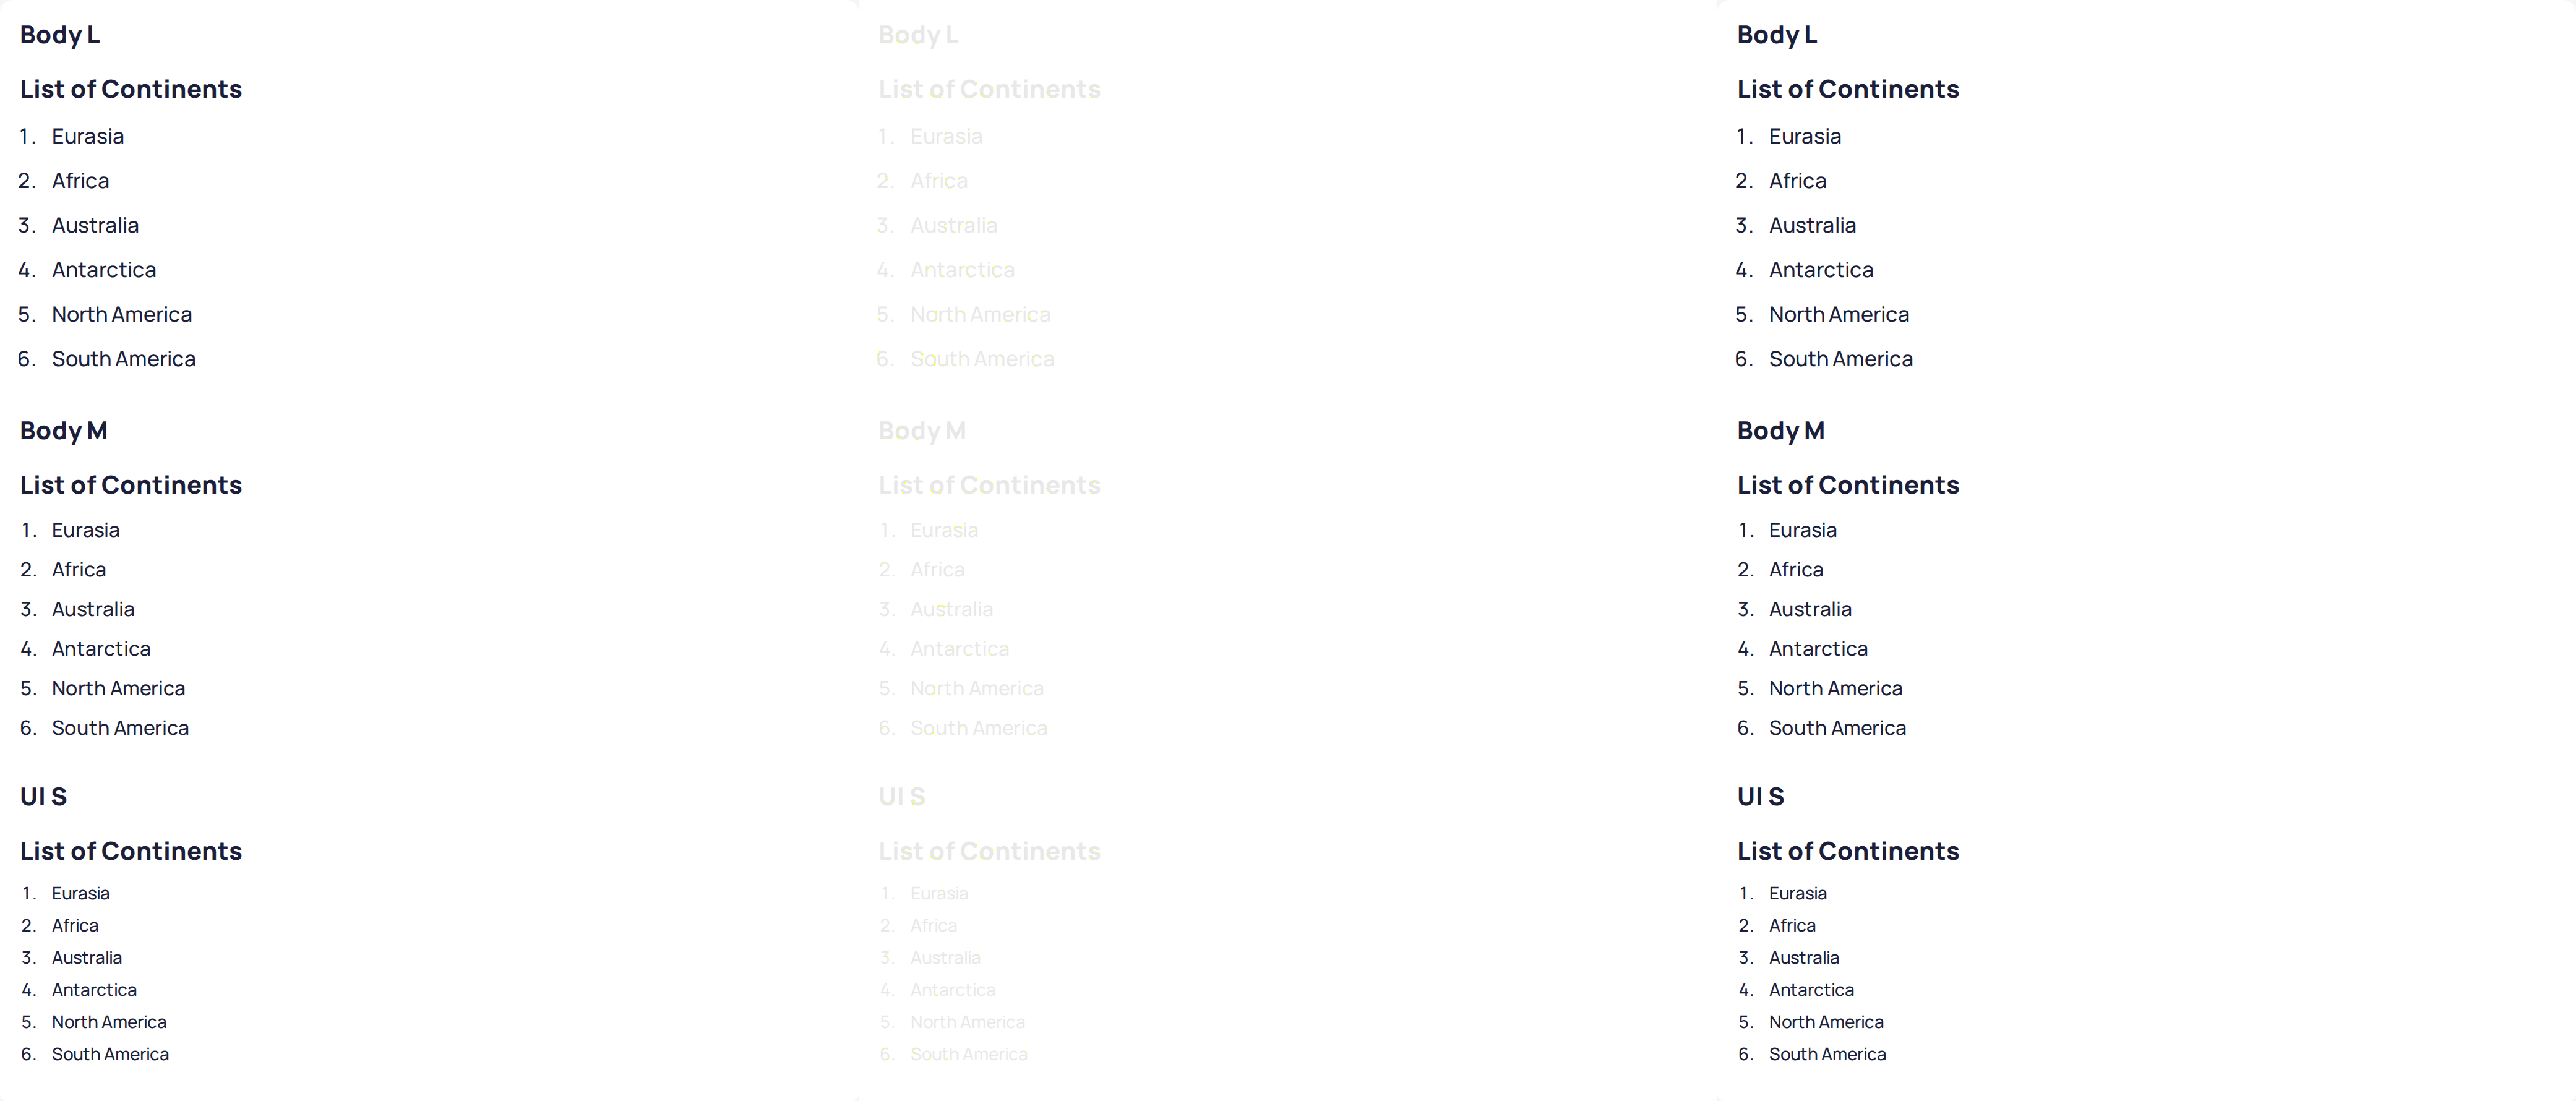 Body L
List of Continents
1. Eurasia
2. Africa
3. Australia
4. Antarctica
5. North America
6. South America
Body M
List of Continents
1. Eurasia
2. Africa
3. Australia
4. Antarctica
5. North America
6. South America
UI S
List of Continents
1. Eurasia
2. Africa
3. Australia
4. Antarctica
5. North America
6. South America
Body L
List of Continents
1. Eurasia
2. Africa
3. Australia
4. Antarctica
5. North America
6. South America
Body M
List of Continents
1. Eurasia
2. Africa
3. Australia
4. Antarctica
5. North America
6. South America
UI S
List of Continents
1. Eurasia
2. Africa
3. Australia
4. Antarctica
5. North America
6. South America
Body L
List of Continents
1. Eurasia
2. Africa
3. Australia
4. Antarctica
5. North America
6. South America
Body M
List of Continents
1. Eurasia
2. Africa
3. Australia
4. Antarctica
5. North America
6. South America
UI S
List of Continents
1. Eurasia
2. Africa
3. Australia
4. Antarctica
5. North America
6. South America